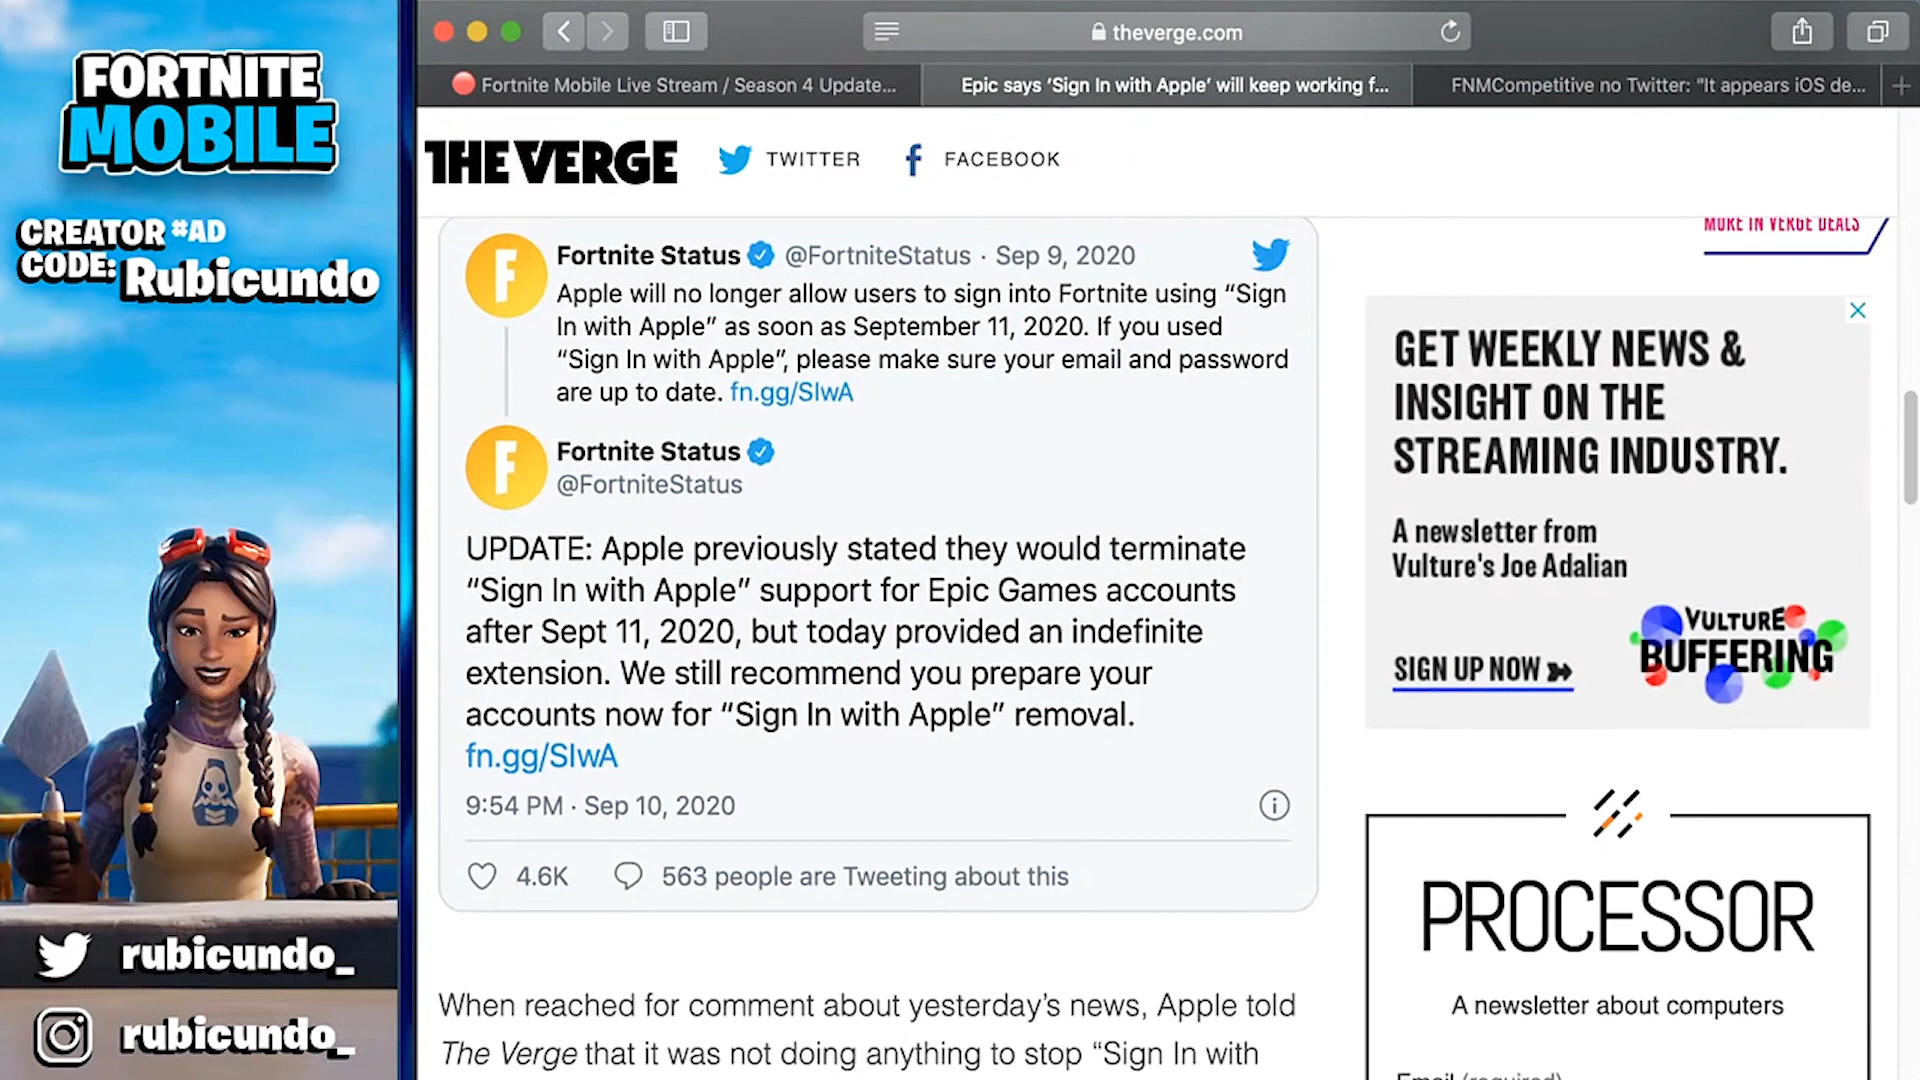 FORTNITE
MOBILE
CREATOR #AD
CODE: Rubicundo
rubicundo_
rubicundo_
theverge.com
Fortnite Mobile Live Stream / Season 4 Update...
Epic says ‘Sign In with Apple’ will keep working f...
FNMCompetitive no Twitter: "It appears iOS de...
THE VERGE
TWITTER
FACEBOOK
Fortnite Status @FortniteStatus · Sep 9, 2020
Apple will no longer allow users to sign into Fortnite using “Sign
In with Apple” as soon as September 11, 2020. If you used
“Sign In with Apple”, please make sure your email and password
are up to date. fn.gg/SIwA
Fortnite Status
@FortniteStatus
UPDATE: Apple previously stated they would terminate
“Sign In with Apple” support for Epic Games accounts
after Sept 11, 2020, but today provided an indefinite
extension. We still recommend you prepare your
accounts now for “Sign In with Apple” removal.
fn.gg/SIwA
9:54 PM · Sep 10, 2020
4.6K
563 people are Tweeting about this
When reached for comment about yesterday’s news, Apple told
The Verge that it was not doing anything to stop “Sign In with
MORE IN VERGE DEALS
GET WEEKLY NEWS &
INSIGHT ON THE
STREAMING INDUSTRY.
A newsletter from
Vulture's Joe Adalian
SIGN UP NOW
VULTURE
BUFFERING
PROCESSOR
A newsletter about computers
Email (required)